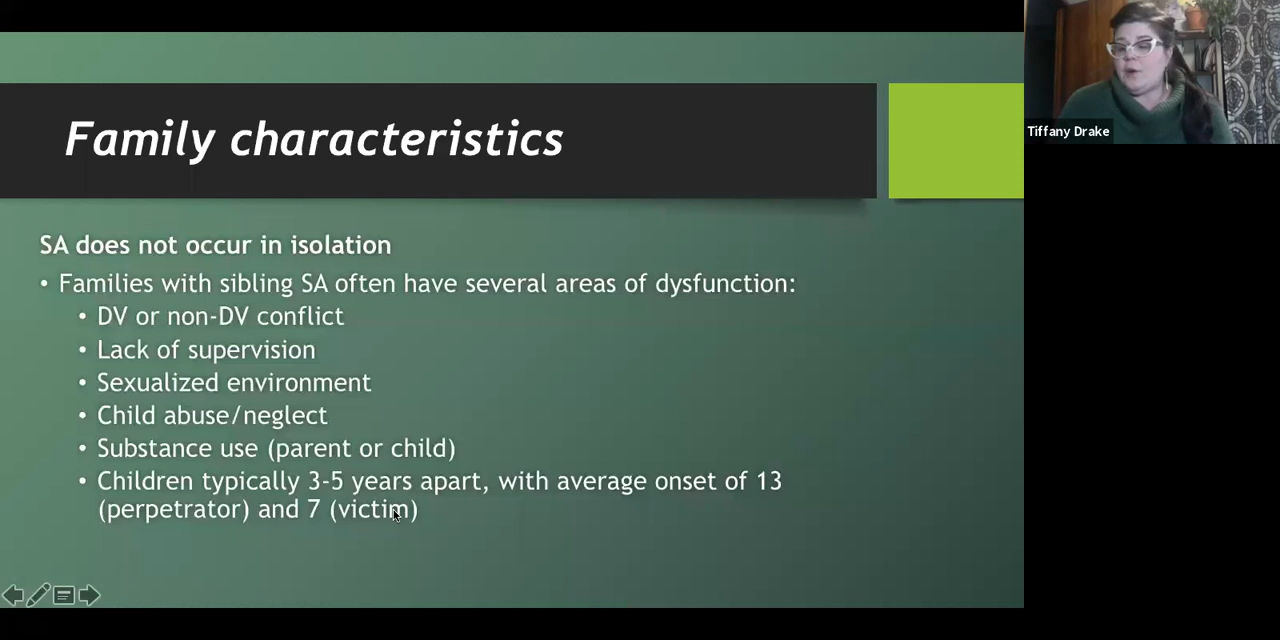 Family characteristics
Tiffany Drake
SA does not occur in isolation
• Families with sibling SA often have several areas of dysfunction:
• DV or non-DV conflict
• Lack of supervision
• Sexualized environment
• Child abuse/neglect
• Substance use (parent or child)
• Children typically 3-5 years apart, with average onset of 13
(perpetrator) and 7 (victim)